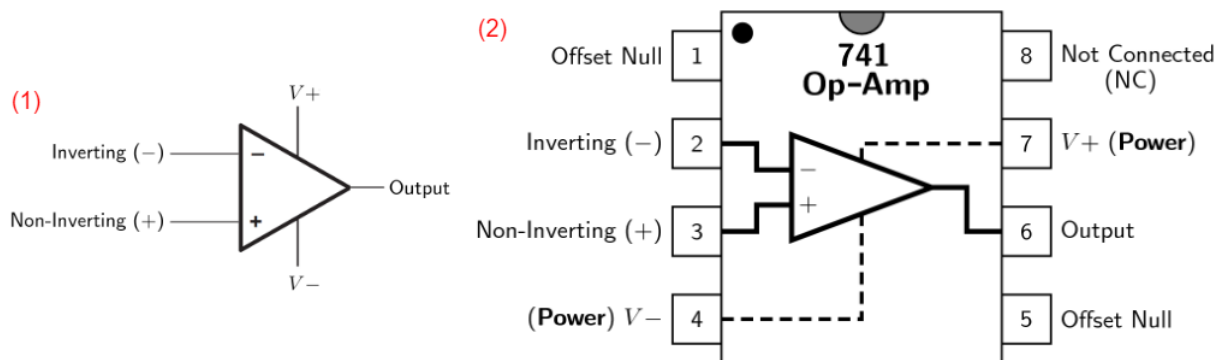 (1)
V+
Inverting (−)
−
Non-Inverting (+)
+
Output
V−
(2)
741
Op-Amp
Offset Null
1
8
Not Connected
(NC)
Inverting (−)
2
−
7
V+ (Power)
Non-Inverting (+)
3
+
6
Output
(Power) V−
4
5
Offset Null